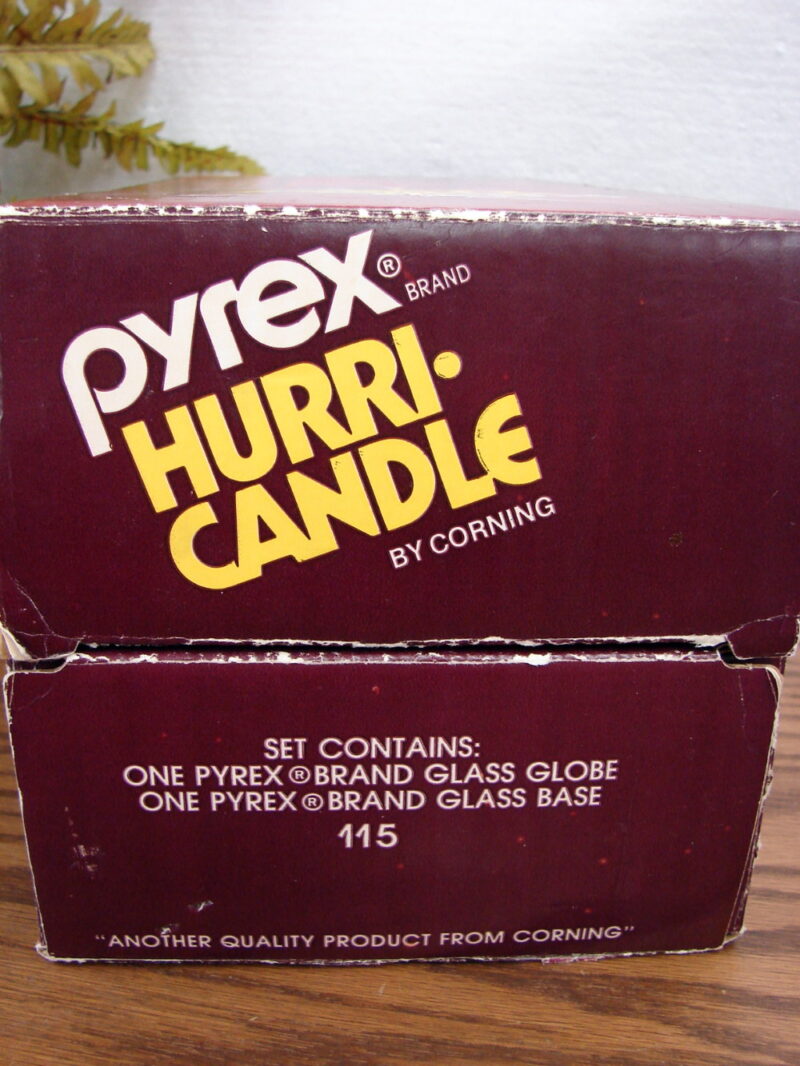 pyrex® BRAND
HURRI·
CANDLE
BY CORNING
SET CONTAINS:
ONE PYREX® BRAND GLASS GLOBE
ONE PYREX® BRAND GLASS BASE
115
"ANOTHER QUALITY PRODUCT FROM CORNING"